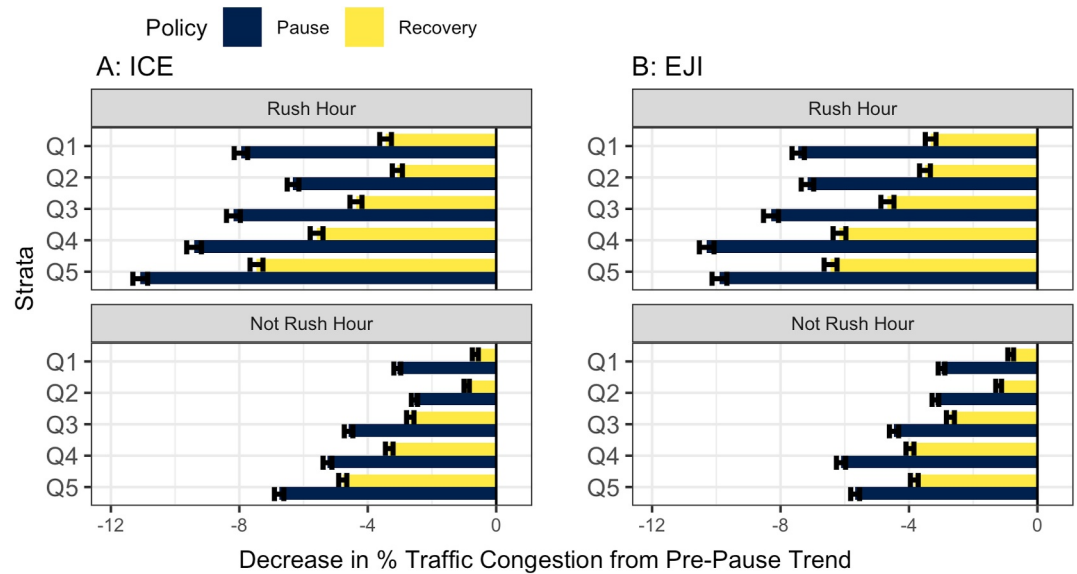 Policy Pause Recovery
A: ICE
B: EJI
Rush Hour
Rush Hour
Q1
Q2
Q3
Q4
Q5
Q1
Q2
Q3
Q4
Q5
Strata
Not Rush Hour
Not Rush Hour
Q1
Q2
Q3
Q4
Q5
Q1
Q2
Q3
Q4
Q5
-12 -8 -4 0
-12 -8 -4 0
Decrease in % Traffic Congestion from Pre-Pause Trend